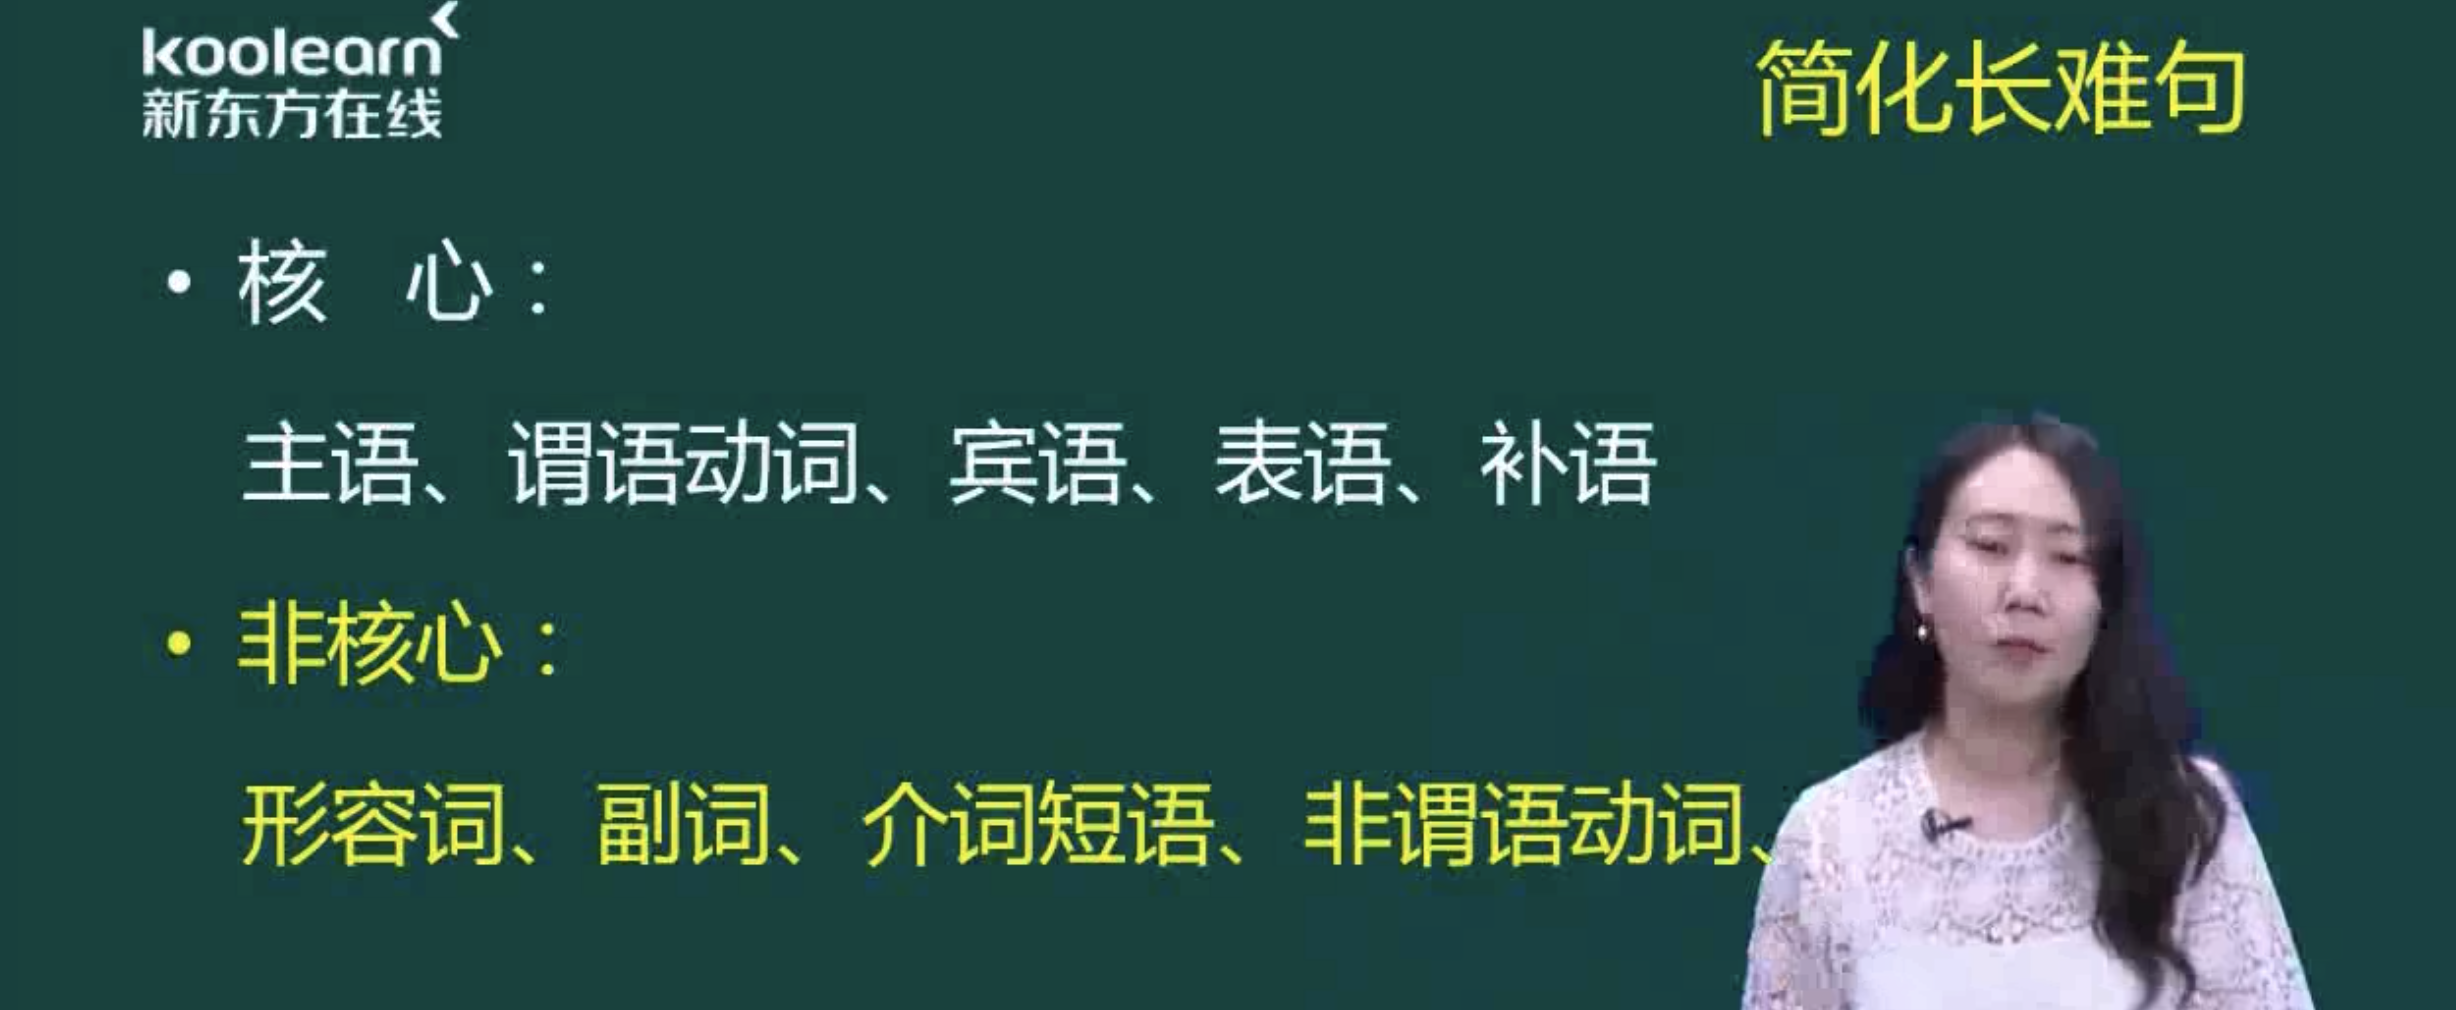 koolearn
新东方在线
简化长难句
• 核 心：
主语、谓语动词、宾语、表语、补语
• 非核心：
形容词、副词、介词短语、非谓语动词、